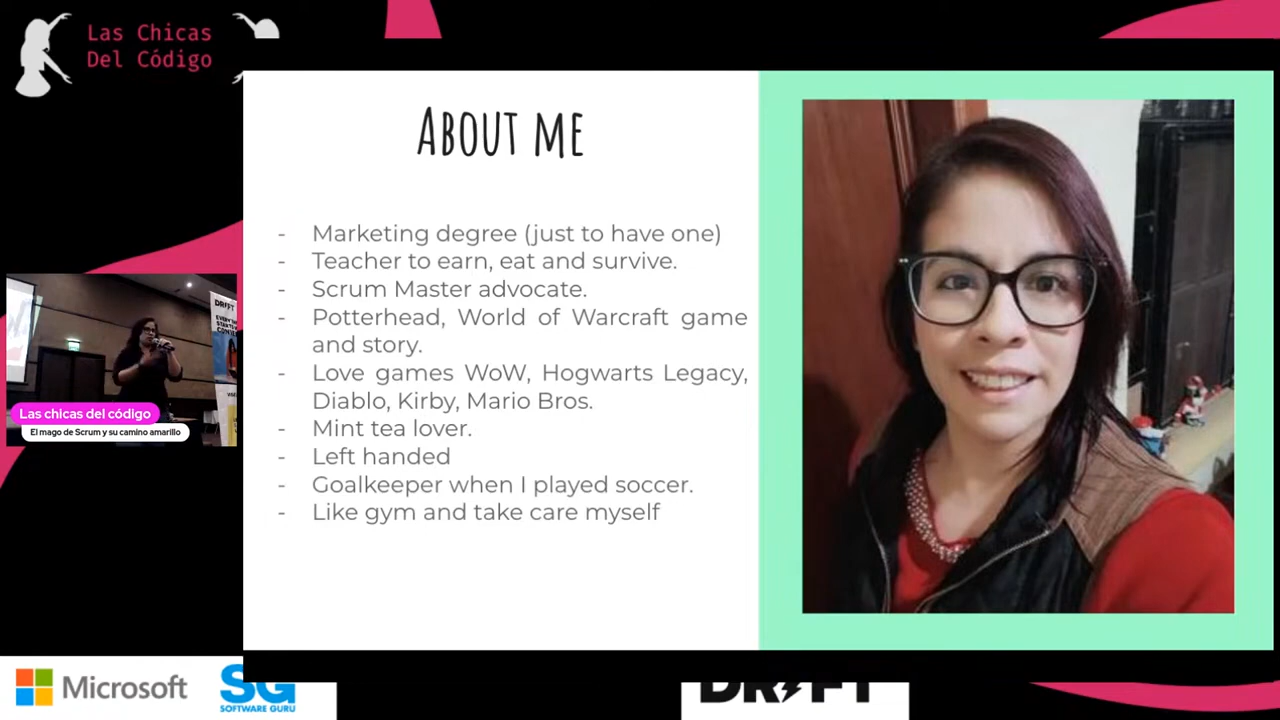 Las Chicas
Del Código
About me
- Marketing degree (just to have one)
- Teacher to earn, eat and survive.
- Scrum Master advocate.
- Potterhead, World of Warcraft game
and story.
- Love games WoW, Hogwarts Legacy,
Diablo, Kirby, Mario Bros.
- Mint tea lover.
- Left handed
- Goalkeeper when I played soccer.
- Like gym and take care myself
DRFFT
Las chicas del código
El mago de Scrum y su camino amarillo
Microsoft
SG
SOFTWARE GURU